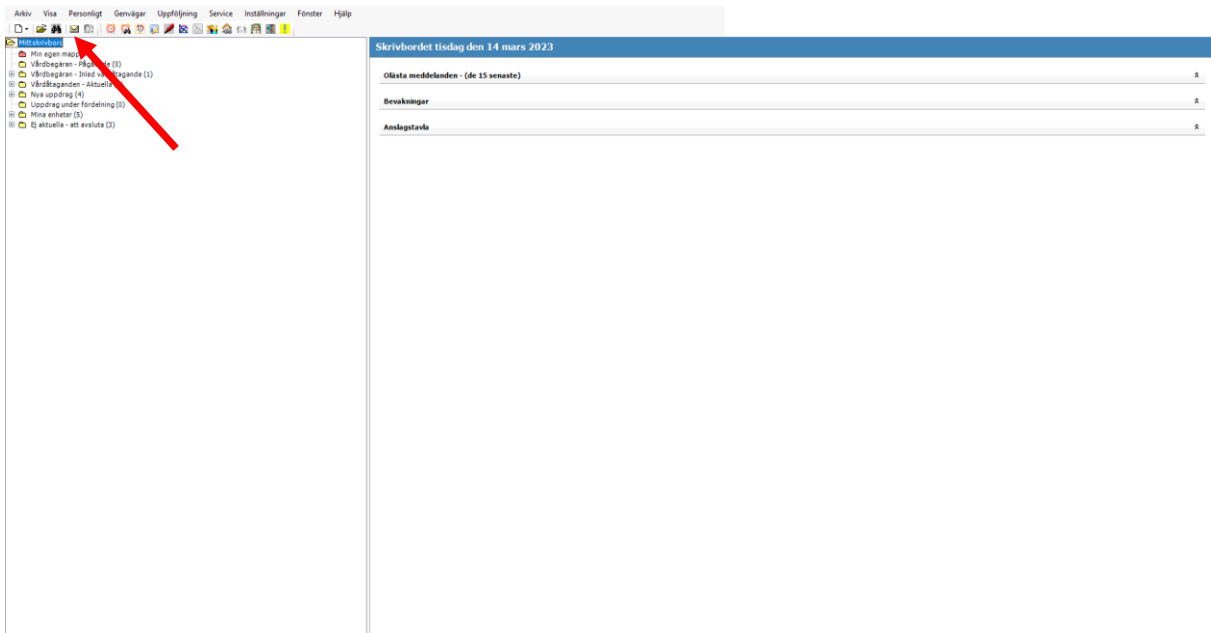 Arkiv Visa Personligt Genvägar Uppföljning Service Inställningar Fönster Hjälp
Mitt skrivbord
Min egen mapp
Vårdbegäran - Pågående (0)
Vårdbegäran - Inled vårdåtagande (1)
Vårdåtaganden - Aktuella
Nya uppdrag (4)
Uppdrag under fördelning (0)
Mina enheter (5)
Ej aktuella - att avsluta (3)
Skrivbordet tisdag den 14 mars 2023
Olästa meddelanden - (de 15 senaste)
Bevakningar
Anslagstavla